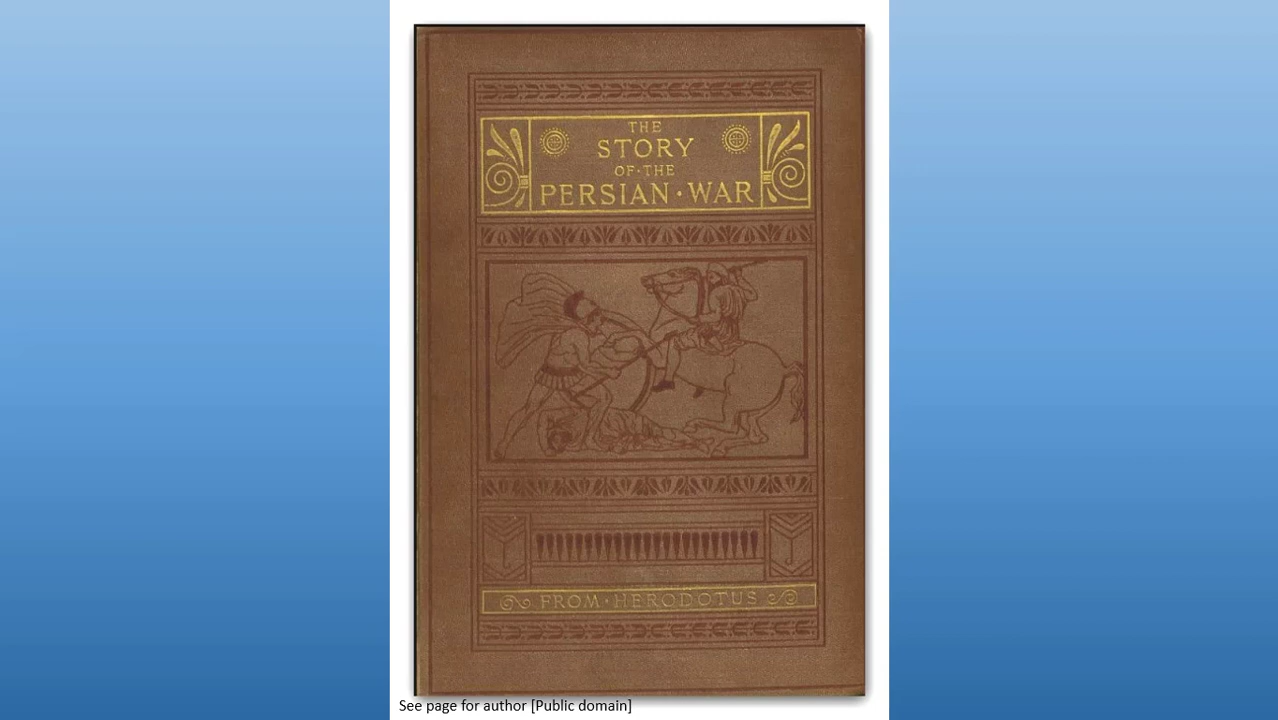 THE
STORY
OF·THE
PERSIAN·WAR
FROM·HERODOTUS
See page for author [Public domain]